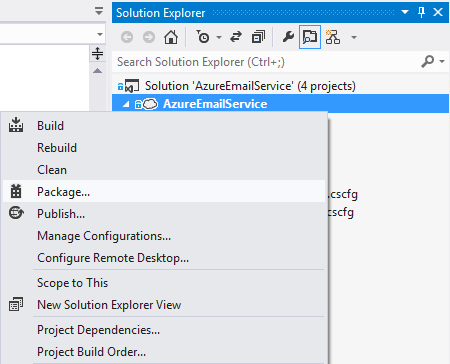 Solution Explorer
Search Solution Explorer (Ctrl+;)
Solution 'AzureEmailService' (4 projects)
AzureEmailService
Build
Rebuild
Clean
Package...
.cscfg
Publish...
cscfg
Manage Configurations...
Configure Remote Desktop...
Scope to This
New Solution Explorer View
Project Dependencies...
Project Build Order...